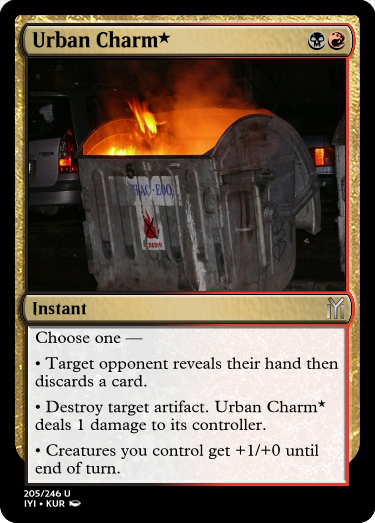 Urban Charm★
Instant
Choose one —
• Target opponent reveals their hand then
discards a card.
• Destroy target artifact. Urban Charm★
deals 1 damage to its controller.
• Creatures you control get +1/+0 until
end of turn.
205/246 U
IYI • KUR